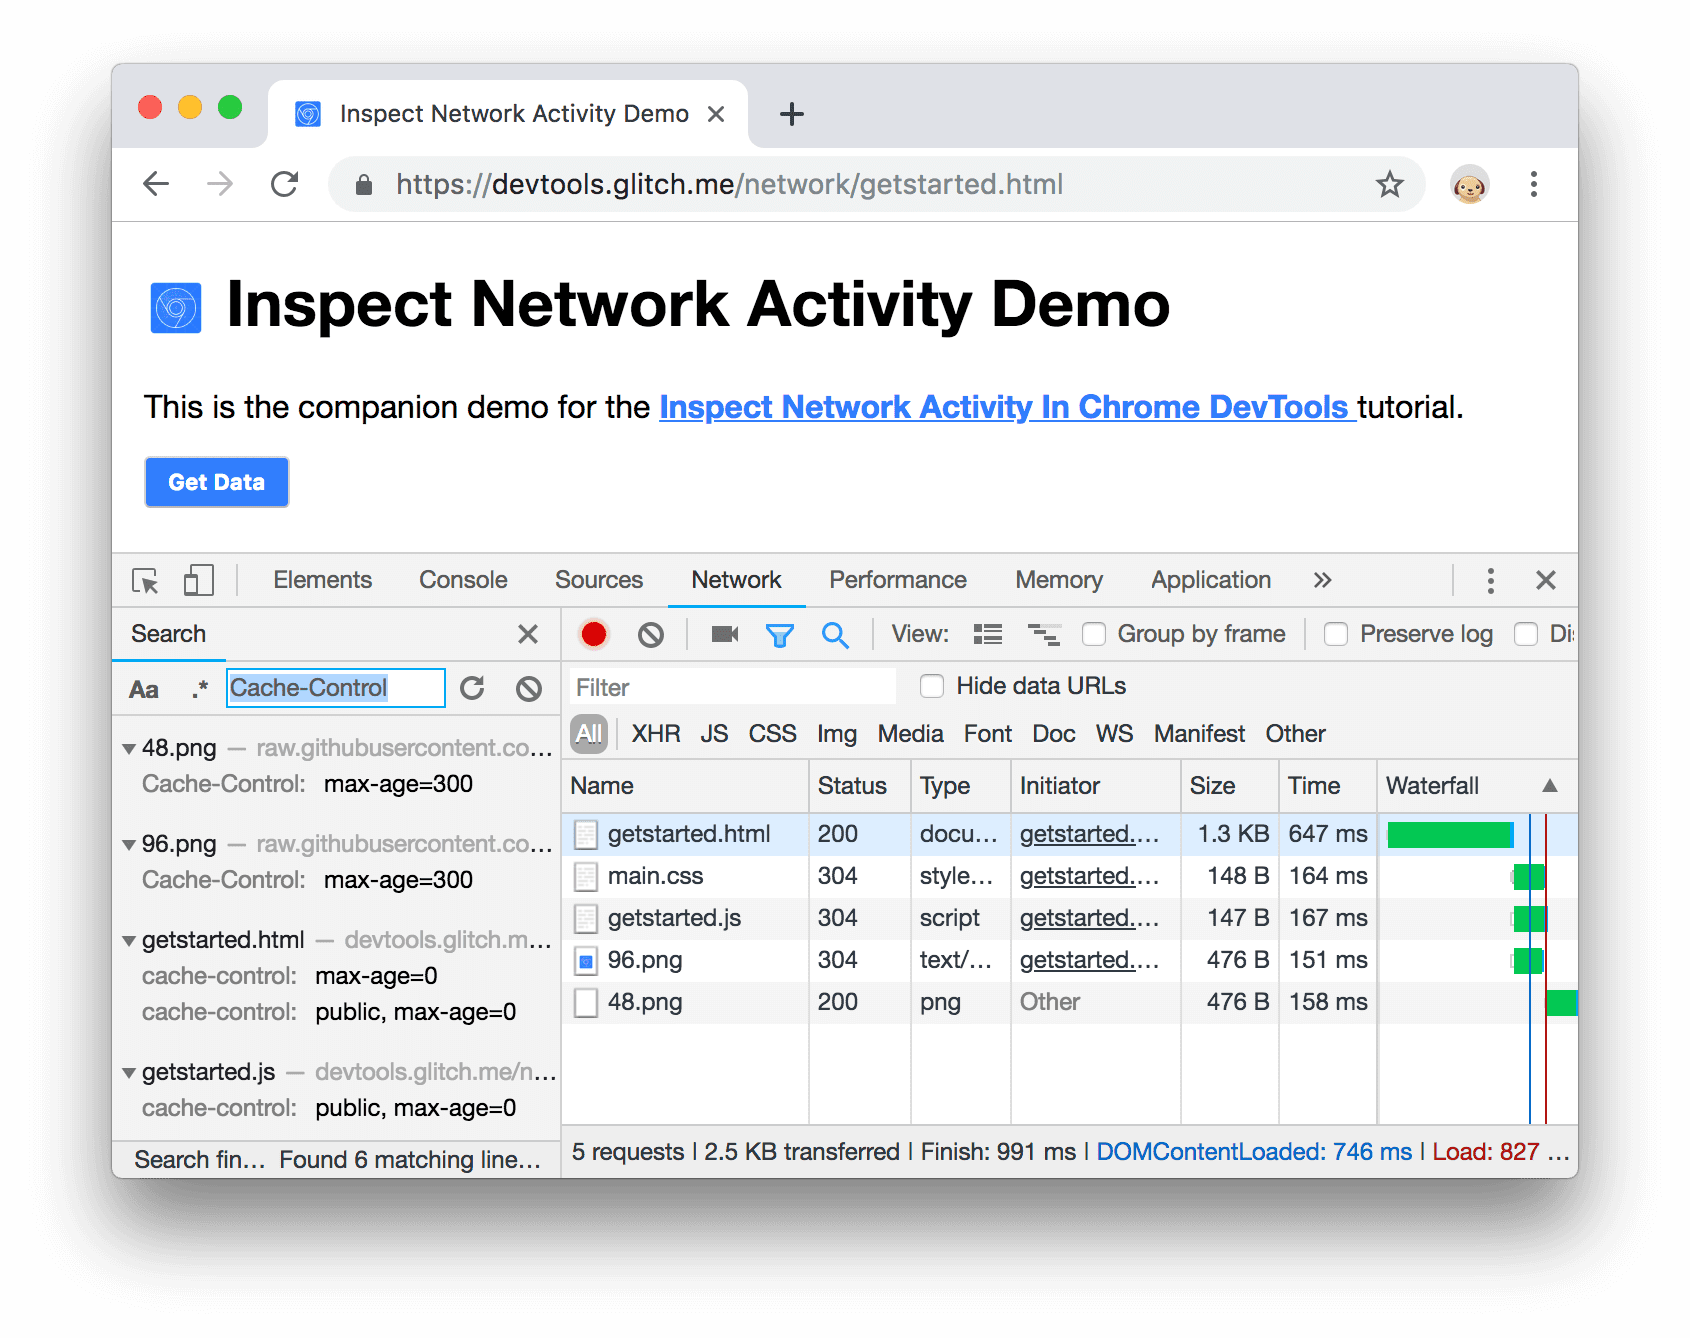 Inspect Network Activity Demo
https://devtools.glitch.me/network/getstarted.html
Inspect Network Activity Demo
This is the companion demo for the Inspect Network Activity In Chrome DevTools tutorial.
Get Data
Elements Console Sources Network Performance Memory Application
Search
View: Group by frame Preserve log Di
Aa .* Cache-Control
Filter Hide data URLs
All XHR JS CSS Img Media Font Doc WS Manifest Other
48.png — raw.githubusercontent.co…
Cache-Control: max-age=300
96.png — raw.githubusercontent.co…
Cache-Control: max-age=300
getstarted.html — devtools.glitch.m…
cache-control: max-age=0
cache-control: public, max-age=0
getstarted.js — devtools.glitch.me/n…
cache-control: public, max-age=0
Search fin… Found 6 matching line…
Name Status Type Initiator Size Time Waterfall
getstarted.html 200 docu… getstarted.… 1.3 KB 647 ms
main.css 304 style… getstarted.… 148 B 164 ms
getstarted.js 304 script getstarted.… 147 B 167 ms
96.png 304 text/… getstarted.… 476 B 151 ms
48.png 200 png Other 476 B 158 ms
5 requests | 2.5 KB transferred | Finish: 991 ms | DOMContentLoaded: 746 ms | Load: 827 …